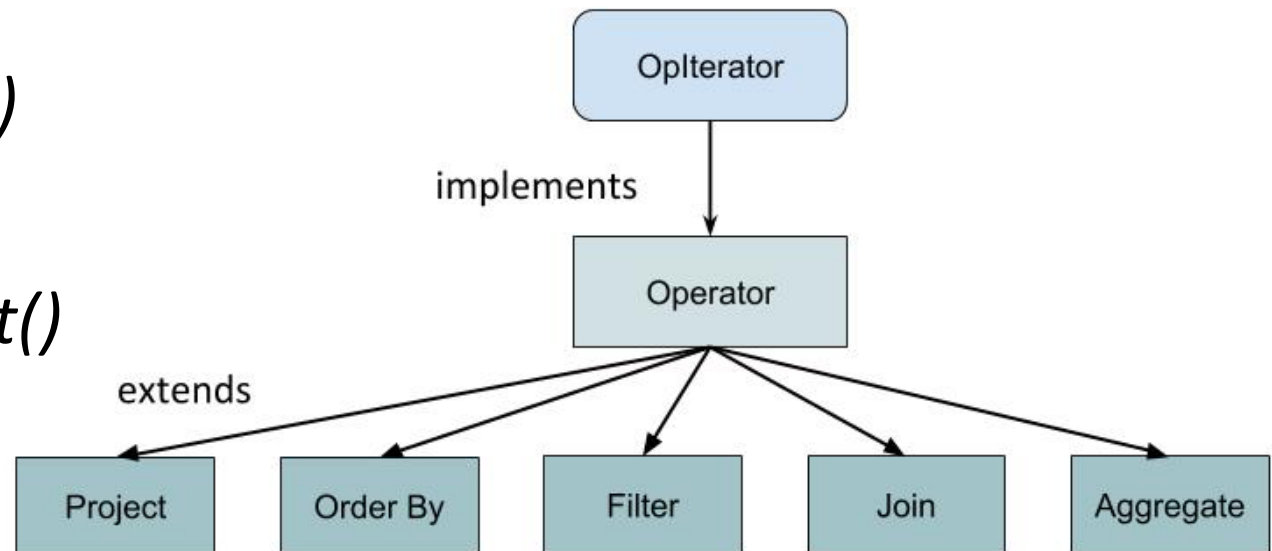 )
t()
OpIterator
implements
Operator
extends
Project
Order By
Filter
Join
Aggregate